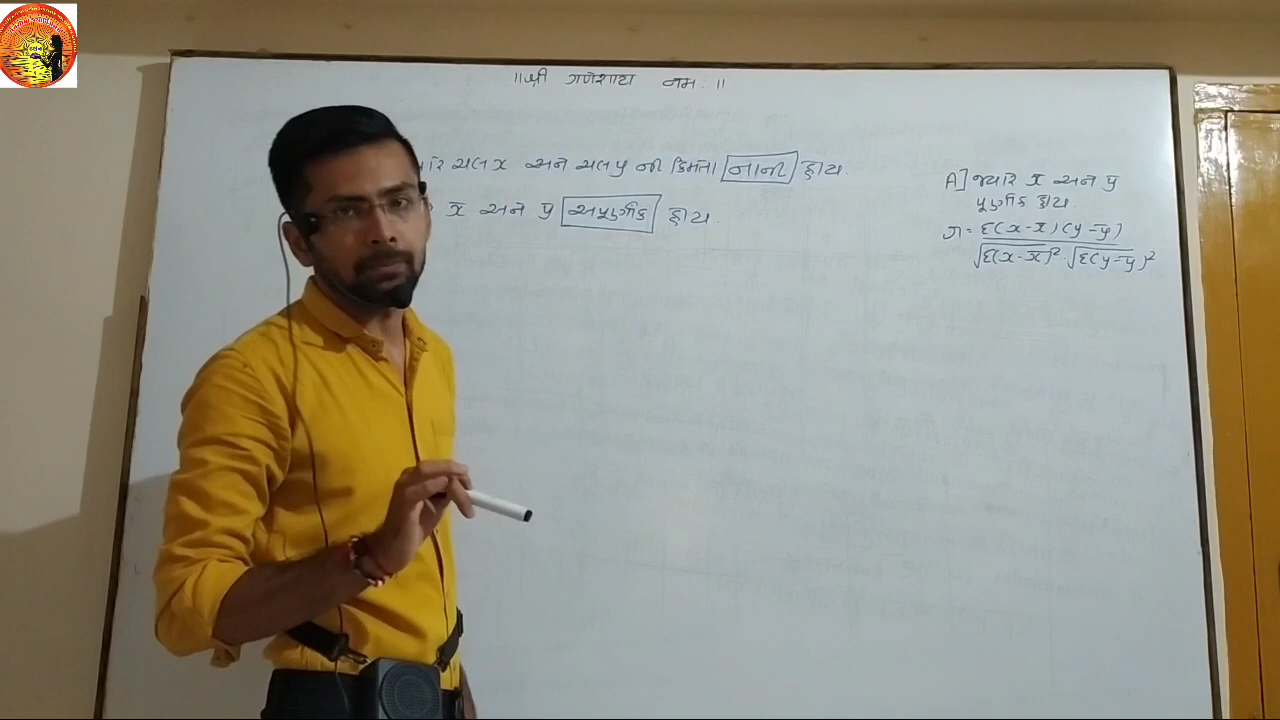 ॥ श्री गणेशाय नमः ॥
ચલ x અને ચલ y ની કિંમતો નાની હોય.
x̄ અને ȳ અપૂર્ણાંક હોય.
A] જ્યારે x̄ અને ȳ
પૂર્ણાંક હોય.
r = Σ(x-x̄)(y-ȳ)
√Σ(x-x̄)² · √Σ(y-ȳ)²